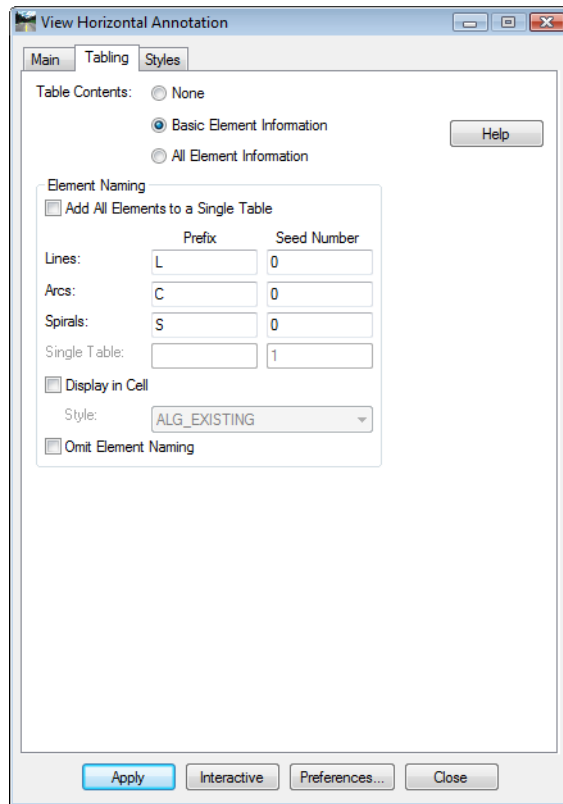 View Horizontal Annotation
Main Tabling Styles
Table Contents: None
Basic Element Information
Help
All Element Information
Element Naming
Add All Elements to a Single Table
Prefix Seed Number
Lines: L 0
Arcs: C 0
Spirals: S 0
Single Table: 1
Display in Cell
Style: ALG_EXISTING
Omit Element Naming
Apply Interactive Preferences... Close